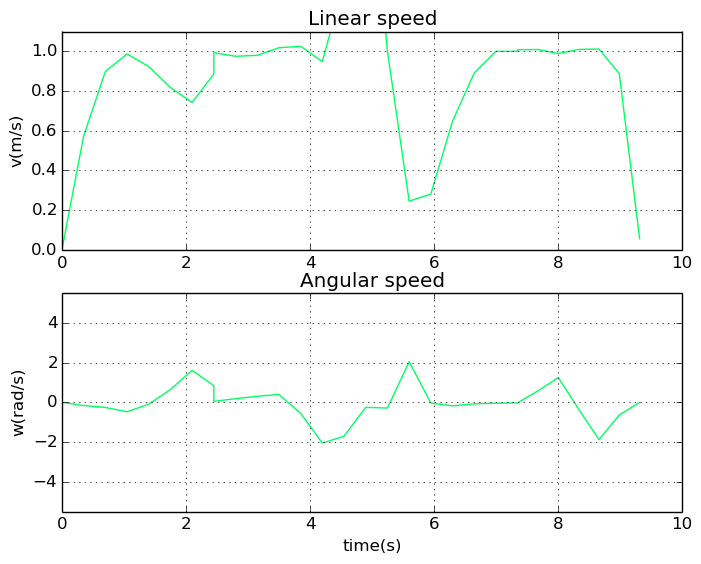 Linear speed
1.0
0.8
0.6
0.4
0.2
0.0
v(m/s)
0 2 4 6 8 10
Angular speed
4
2
0
−2
−4
w(rad/s)
0 2 4 6 8 10
time(s)